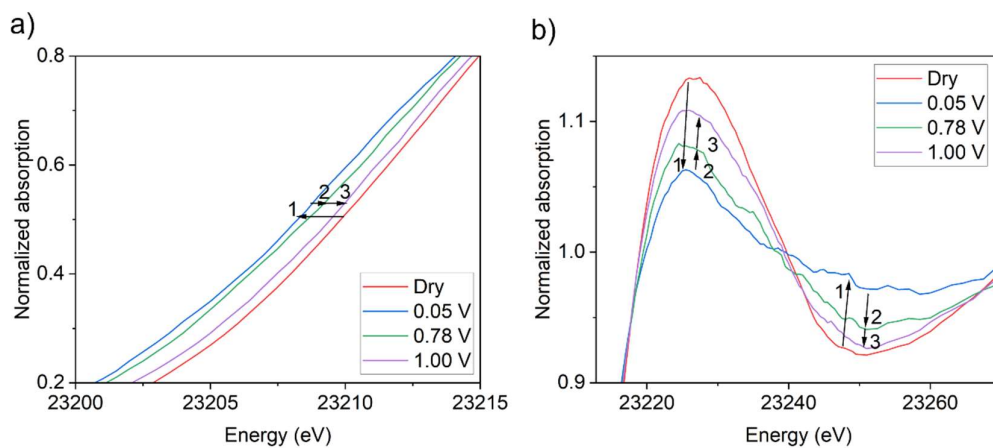 a)
Normalized absorption
0.8
0.6
0.4
0.2
2 3
1
Dry
0.05 V
0.78 V
1.00 V
23200 23205 23210 23215
Energy (eV)
b)
Normalized absorption
1.1
1.0
0.9
Dry
0.05 V
0.78 V
1.00 V
3
1 2
1
2
3
23220 23240 23260
Energy (eV)